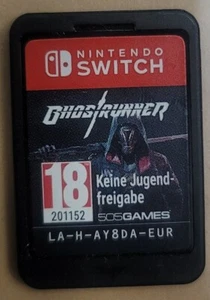 NINTENDO
SWITCH
GHOSTRUNNER
18
201152
Keine Jugend-
freigabe
505GAMES
LA-H-AY8DA-EUR